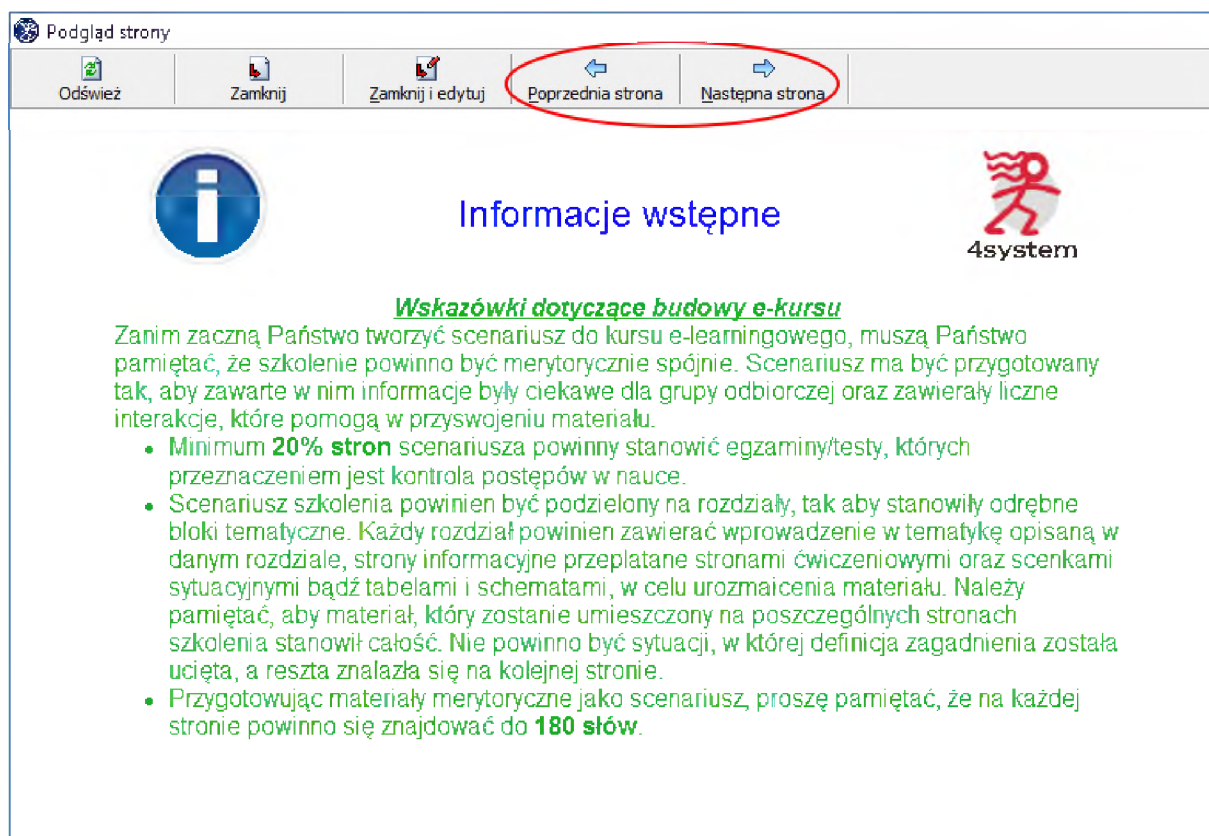 Podgląd strony
Odśwież Zamknij Zamknij i edytuj Poprzednia strona Następna strona
Informacje wstępne
4system
Wskazówki dotyczące budowy e-kursu
Zanim zaczną Państwo tworzyć scenariusz do kursu e-learningowego, muszą Państwo
pamiętać, że szkolenie powinno być merytorycznie spójnie. Scenariusz ma być przygotowany
tak, aby zawarte w nim informacje były ciekawe dla grupy odbiorczej oraz zawierały liczne
interakcje, które pomogą w przyswojeniu materiału.
• Minimum 20% stron scenariusza powinny stanowić egzaminy/testy, których
przeznaczeniem jest kontrola postępów w nauce.
• Scenariusz szkolenia powinien być podzielony na rozdziały, tak aby stanowiły odrębne
bloki tematyczne. Każdy rozdział powinien zawierać wprowadzenie w tematykę opisaną w
danym rozdziale, strony informacyjne przeplatane stronami ćwiczeniowymi oraz scenkami
sytuacyjnymi bądź tabelami i schematami, w celu urozmaicenia materiału. Należy
pamiętać, aby materiał, który zostanie umieszczony na poszczególnych stronach
szkolenia stanowił całość. Nie powinno być sytuacji, w której definicja zagadnienia została
ucięta, a reszta znalazła się na kolejnej stronie.
• Przygotowując materiały merytoryczne jako scenariusz, proszę pamiętać, że na każdej
stronie powinno się znajdować do 180 słów.